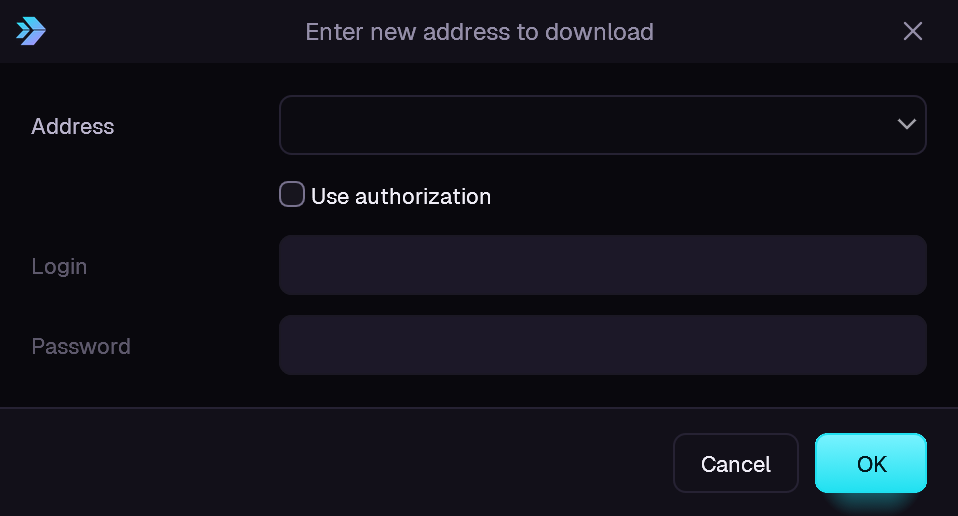 Enter new address to download
Address
Use authorization
Login
Password
Cancel
OK